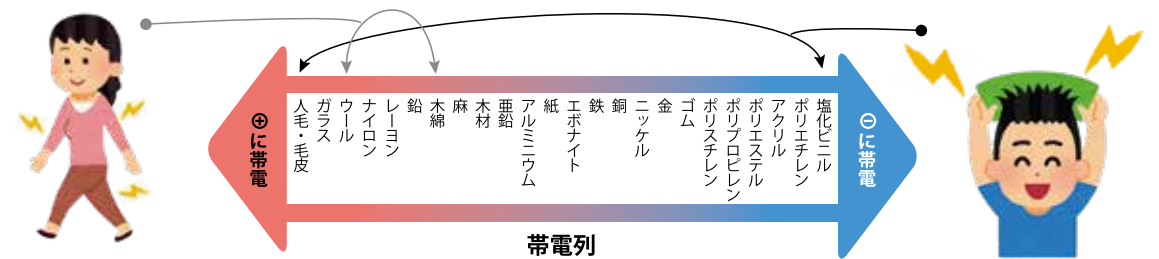 ⊕に帯電
人毛・毛皮
ガラス
ウール
ナイロン
レーヨン
鉛
木綿
麻
木材
亜鉛
アルミニウム
紙
エボナイト
鉄
銅
ニッケル
金
ゴム
ポリスチレン
ポリプロピレン
ポリエステル
アクリル
ポリエチレン
塩化ビニル
⊖に帯電
帯電列